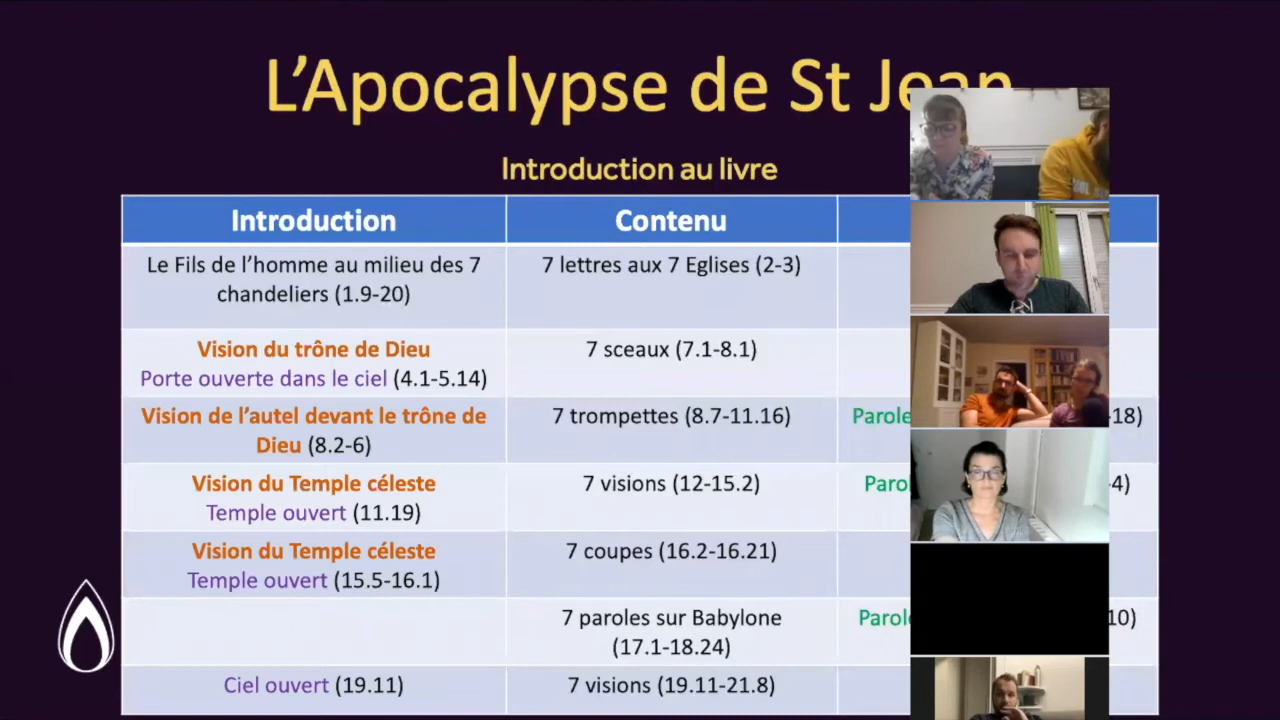 L'Apocalypse de St Jean
Introduction au livre
Introduction
Contenu
Le Fils de l'homme au milieu des 7
chandeliers (1.9-20)
7 lettres aux 7 Eglises (2-3)
Vision du trône de Dieu
Porte ouverte dans le ciel (4.1-5.14)
7 sceaux (7.1-8.1)
Vision de l'autel devant le trône de
Dieu (8.2-6)
7 trompettes (8.7-11.16)
Parole
-18)
Vision du Temple céleste
Temple ouvert (11.19)
7 visions (12-15.2)
Paro
-4)
Vision du Temple céleste
Temple ouvert (15.5-16.1)
7 coupes (16.2-16.21)
7 paroles sur Babylone
(17.1-18.24)
Parole
10)
Ciel ouvert (19.11)
7 visions (19.11-21.8)